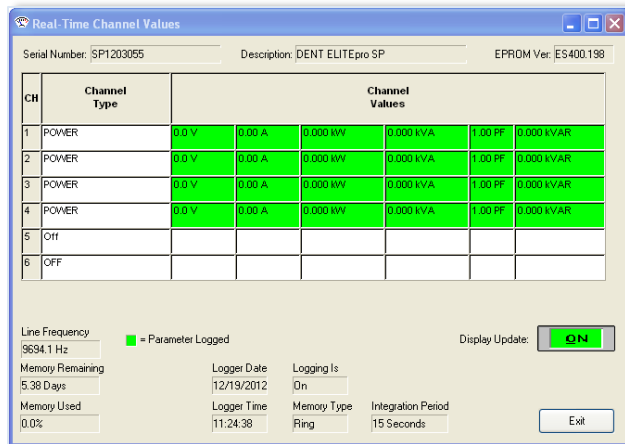 Real-Time Channel Values
Serial Number: SP1203055 Description: DENT ELITEpro SP EPROM Ver: ES400.198
CH Channel Type Channel Values
1 POWER 0.0 V 0.00 A 0.000 kW 0.000 kVA 1.00 PF 0.000 kVAR
2 POWER 0.0 V 0.00 A 0.000 kW 0.000 kVA 1.00 PF 0.000 kVAR
3 POWER 0.0 V 0.00 A 0.000 kW 0.000 kVA 1.00 PF 0.000 kVAR
4 POWER 0.0 V 0.00 A 0.000 kW 0.000 kVA 1.00 PF 0.000 kVAR
5 Off
6 OFF
Line Frequency
9694.1 Hz
= Parameter Logged
Display Update: ON
Memory Remaining Logger Date Logging Is
5.38 Days 12/19/2012 On
Memory Used Logger Time Memory Type Integration Period
0.0% 11:24:38 Ring 15 Seconds
Exit